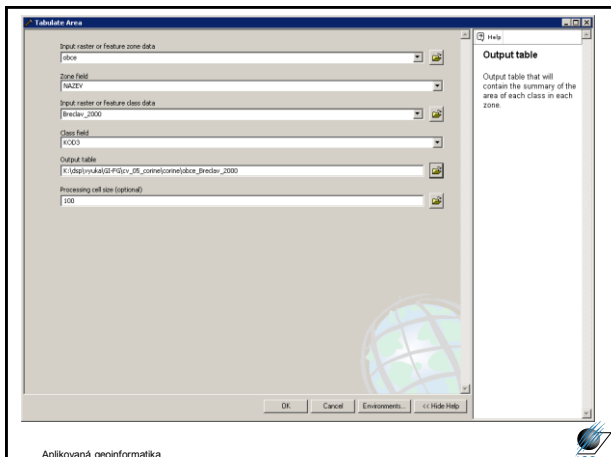 Tabulate Area
Input raster or feature zone data
obce
Zone field
NAZEV
Input raster or feature class data
Breclav_2000
Class field
KOD3
Output table
K:\dsp\vyuka\GI-FG\cv_05_corine\corine\obce_Breclav_2000
Processing cell size (optional)
100
OK
Cancel
Environments...
<< Hide Help
Help
Output table
Output table that will
contain the summary of the
area of each class in each
zone.
Aplikovaná geoinformatika